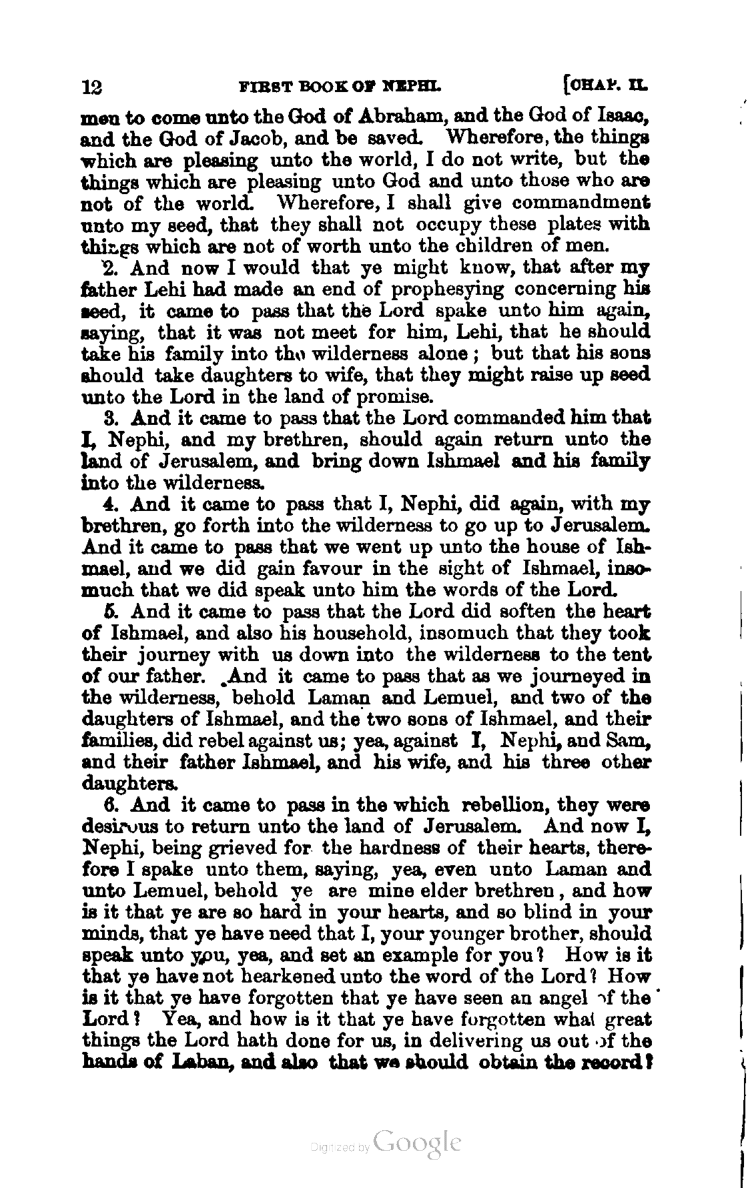 12 FIRST BOOK OF NEPHI. [CHAP. II.
men to come unto the God of Abraham, and the God of Isaac,
and the God of Jacob, and be saved. Wherefore, the things
which are pleasing unto the world, I do not write, but the
things which are pleasing unto God and unto those who are
not of the world. Wherefore, I shall give commandment
unto my seed, that they shall not occupy these plates with
things which are not of worth unto the children of men.
2. And now I would that ye might know, that after my
father Lehi had made an end of prophesying concerning his
seed, it came to pass that the Lord spake unto him again,
saying, that it was not meet for him, Lehi, that he should
take his family into the wilderness alone; but that his sons
should take daughters to wife, that they might raise up seed
unto the Lord in the land of promise.
3. And it came to pass that the Lord commanded him that
I, Nephi, and my brethren, should again return unto the
land of Jerusalem, and bring down Ishmael and his family
into the wilderness.
4. And it came to pass that I, Nephi, did again, with my
brethren, go forth into the wilderness to go up to Jerusalem.
And it came to pass that we went up unto the house of Ish-
mael, and we did gain favour in the sight of Ishmael, inso-
much that we did speak unto him the words of the Lord.
5. And it came to pass that the Lord did soften the heart
of Ishmael, and also his household, insomuch that they took
their journey with us down into the wilderness to the tent
of our father. And it came to pass that as we journeyed in
the wilderness, behold Laman and Lemuel, and two of the
daughters of Ishmael, and the two sons of Ishmael, and their
families, did rebel against us; yea, against I, Nephi, and Sam,
and their father Ishmael, and his wife, and his three other
daughters.
6. And it came to pass in the which rebellion, they were
desirous to return unto the land of Jerusalem. And now I,
Nephi, being grieved for the hardness of their hearts, there-
fore I spake unto them, saying, yea, even unto Laman and
unto Lemuel, behold ye are mine elder brethren, and how
is it that ye are so hard in your hearts, and so blind in your
minds, that ye have need that I, your younger brother, should
speak unto you, yea, and set an example for you? How is it
that ye have not hearkened unto the word of the Lord? How
is it that ye have forgotten that ye have seen an angel of the
Lord? Yea, and how is it that ye have forgotten what great
things the Lord hath done for us, in delivering us out of the
hands of Laban, and also that we should obtain the record?
Digitized by Google